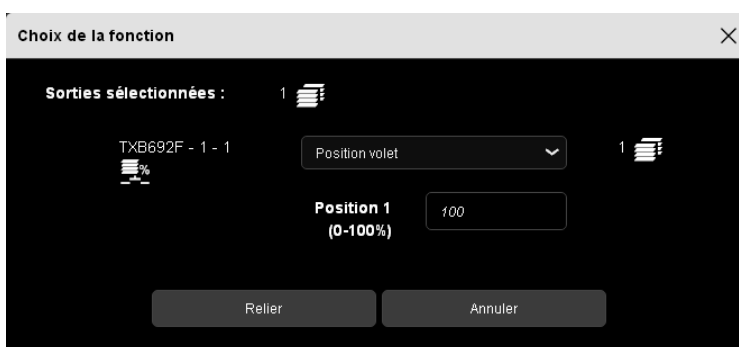 Choix de la fonction
Sorties sélectionnées : 1
TXB692F - 1 - 1 Position volet 1
%
Position 1 100
(0-100%)
Relier Annuler